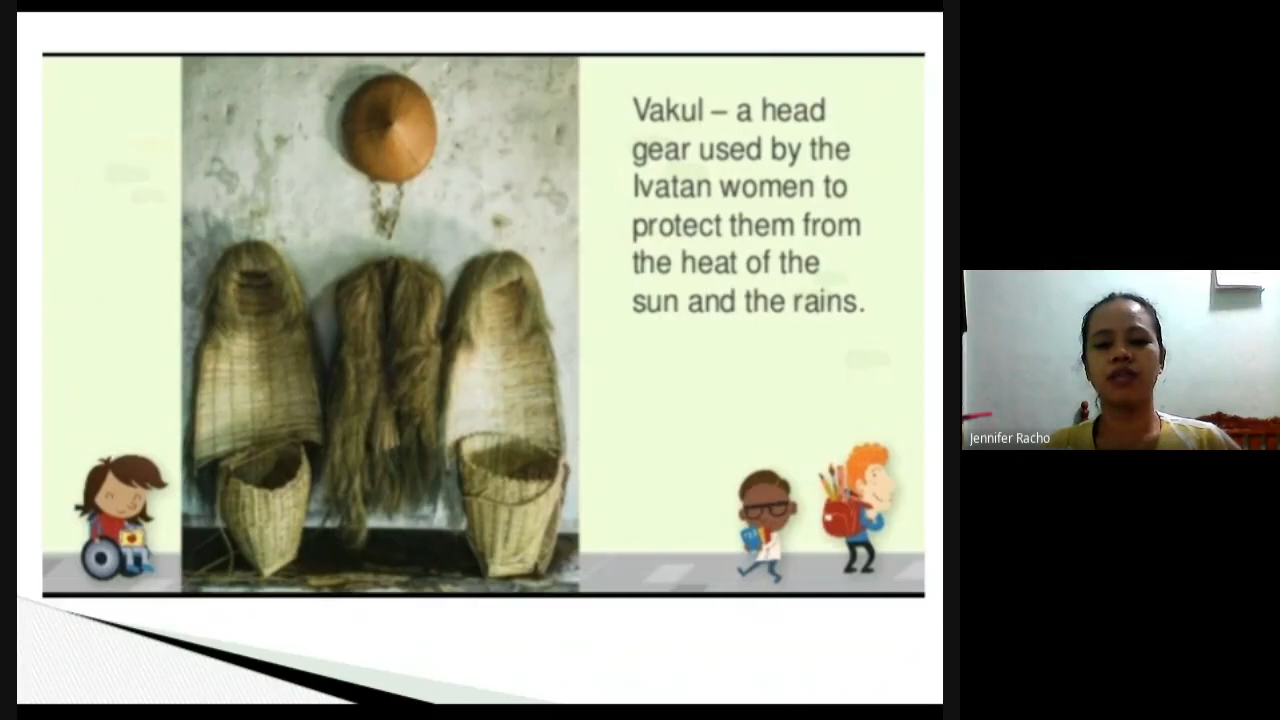 Vakul – a head
gear used by the
Ivatan women to
protect them from
the heat of the
sun and the rains.
Jennifer Racho